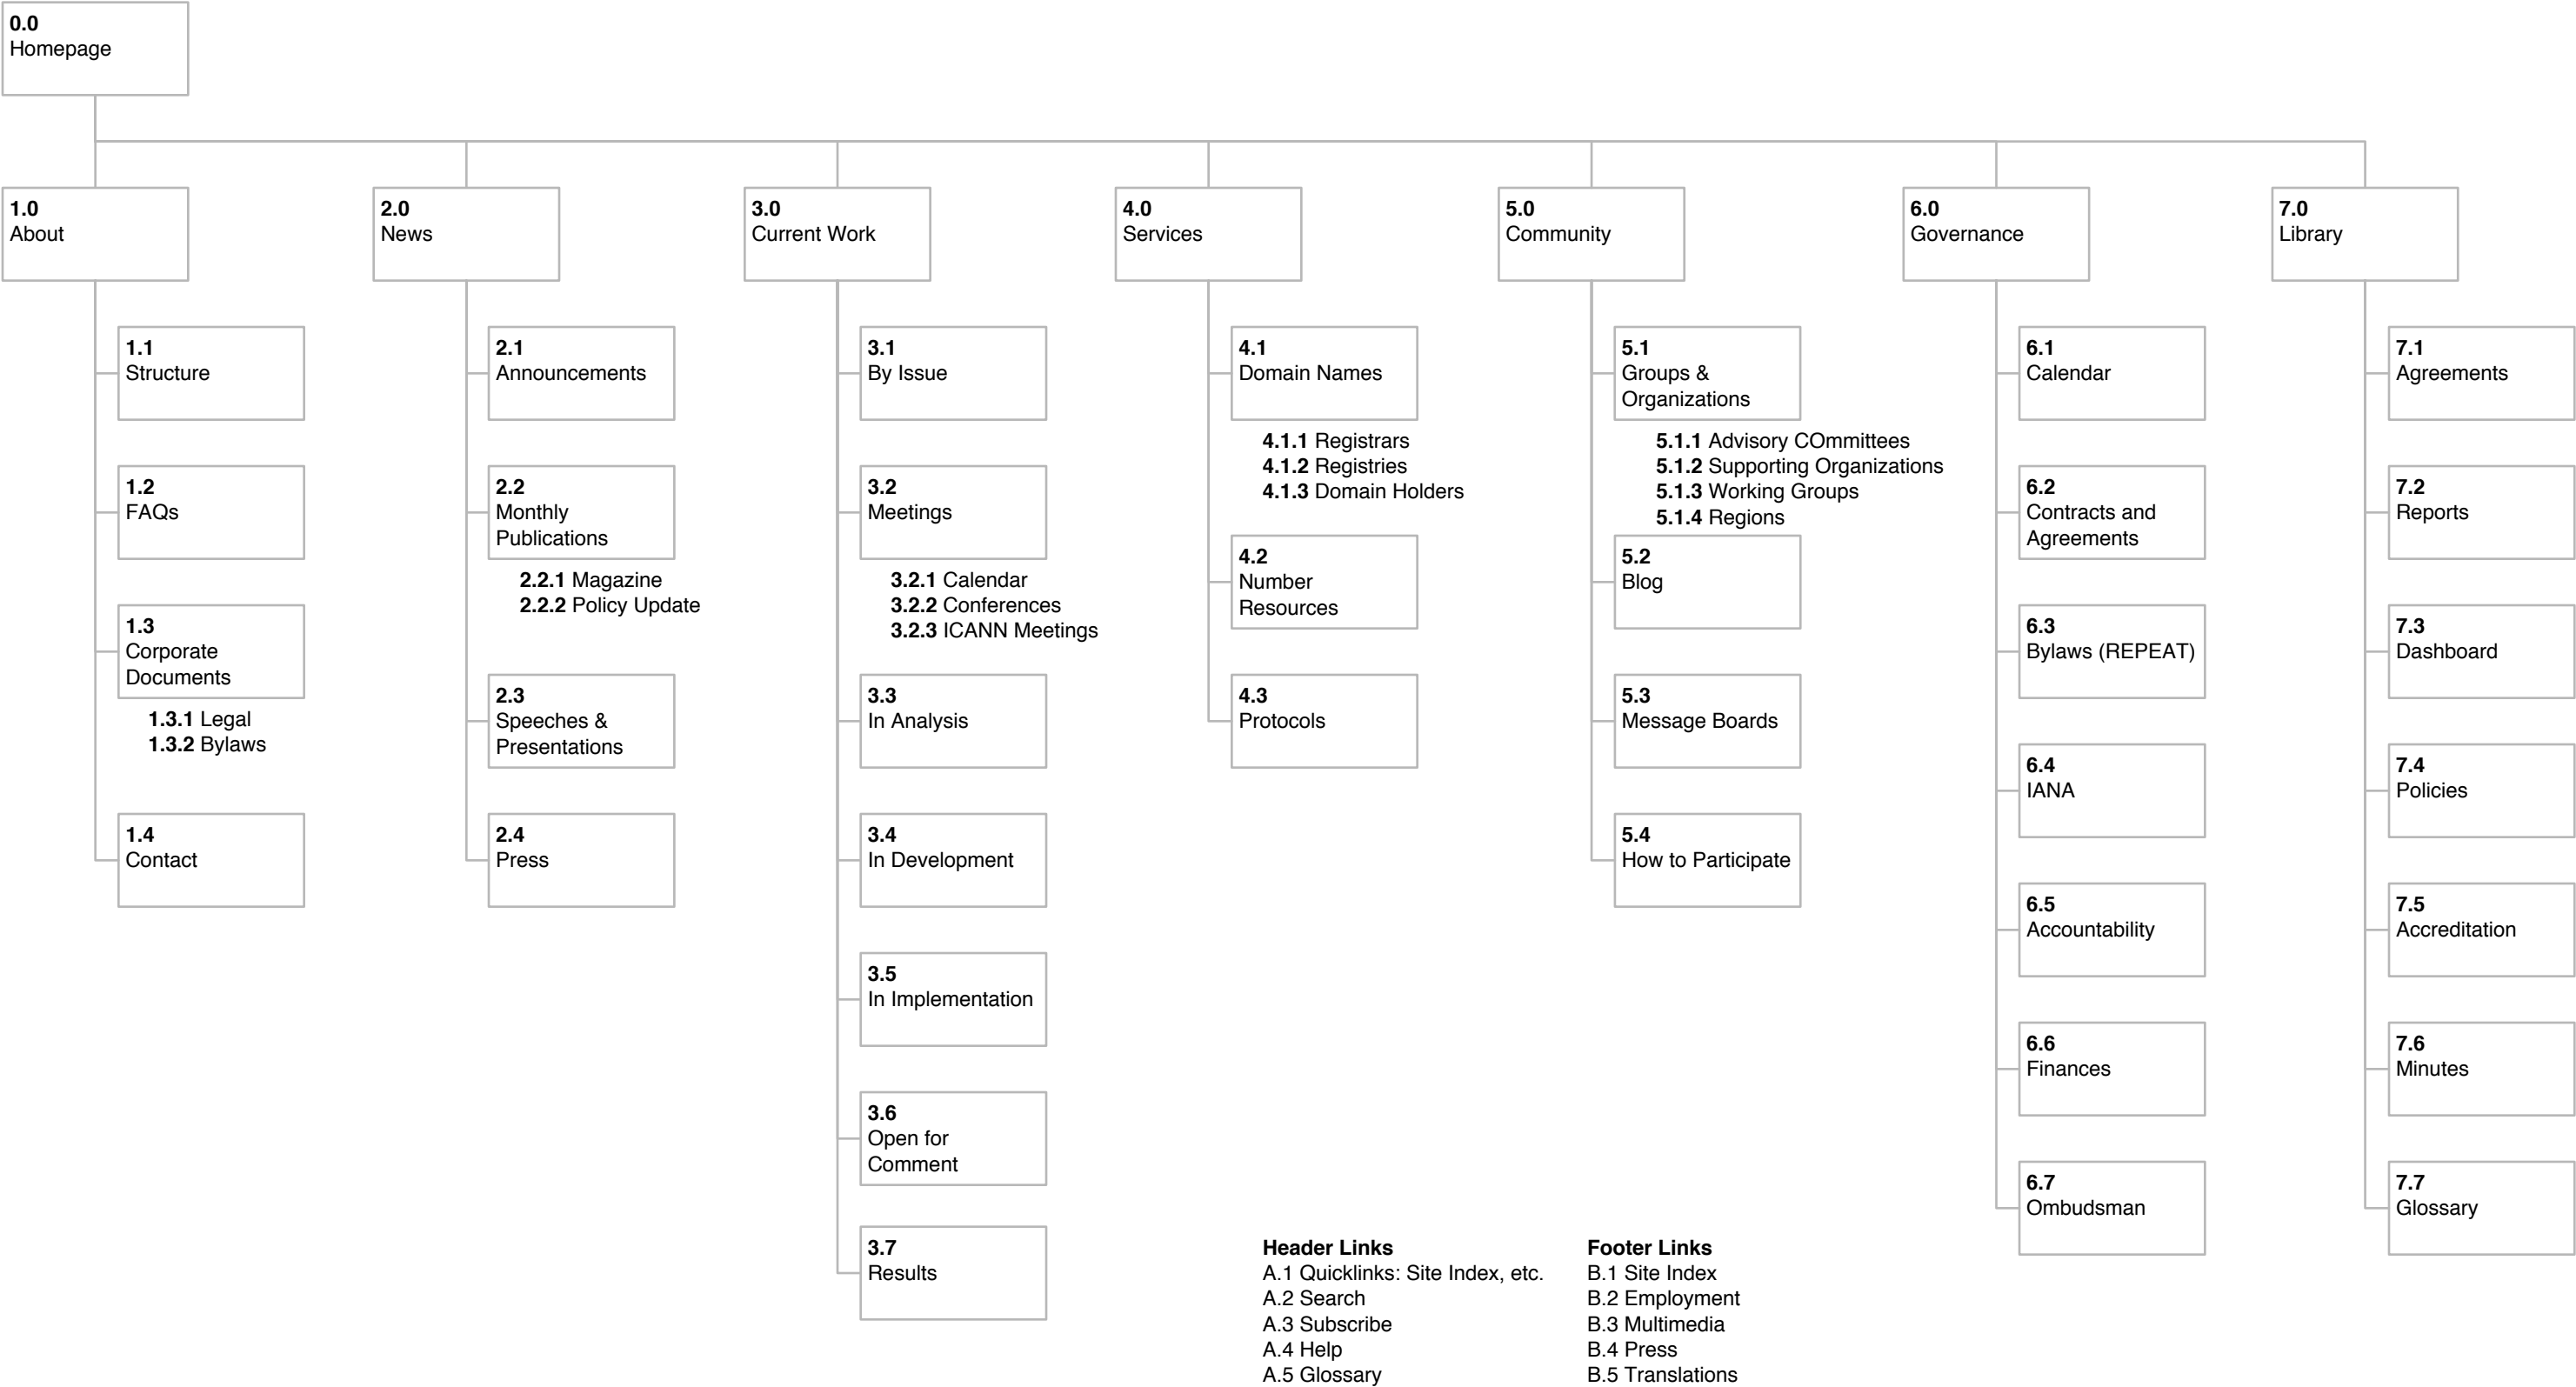 0.0
Homepage
1.0
About
1.1
Structure
1.2
FAQs
1.3
Corporate
Documents
1.3.1 Legal
1.3.2 Bylaws
1.4
Contact
2.0
News
2.1
Announcements
2.2
Monthly
Publications
2.2.1 Magazine
2.2.2 Policy Update
2.3
Speeches &
Presentations
2.4
Press
3.0
Current Work
3.1
By Issue
3.2
Meetings
3.2.1 Calendar
3.2.2 Conferences
3.2.3 ICANN Meetings
3.3
In Analysis
3.4
In Development
3.5
In Implementation
3.6
Open for
Comment
3.7
Results
4.0
Services
4.1
Domain Names
4.1.1 Registrars
4.1.2 Registries
4.1.3 Domain Holders
4.2
Number
Resources
4.3
Protocols
5.0
Community
5.1
Groups &
Organizations
5.1.1 Advisory COmmittees
5.1.2 Supporting Organizations
5.1.3 Working Groups
5.1.4 Regions
5.2
Blog
5.3
Message Boards
5.4
How to Participate
6.0
Governance
6.1
Calendar
6.2
Contracts and
Agreements
6.3
Bylaws (REPEAT)
6.4
IANA
6.5
Accountability
6.6
Finances
6.7
Ombudsman
7.0
Library
7.1
Agreements
7.2
Reports
7.3
Dashboard
7.4
Policies
7.5
Accreditation
7.6
Minutes
7.7
Glossary
Header Links
A.1 Quicklinks: Site Index, etc.
A.2 Search
A.3 Subscribe
A.4 Help
A.5 Glossary
Footer Links
B.1 Site Index
B.2 Employment
B.3 Multimedia
B.4 Press
B.5 Translations